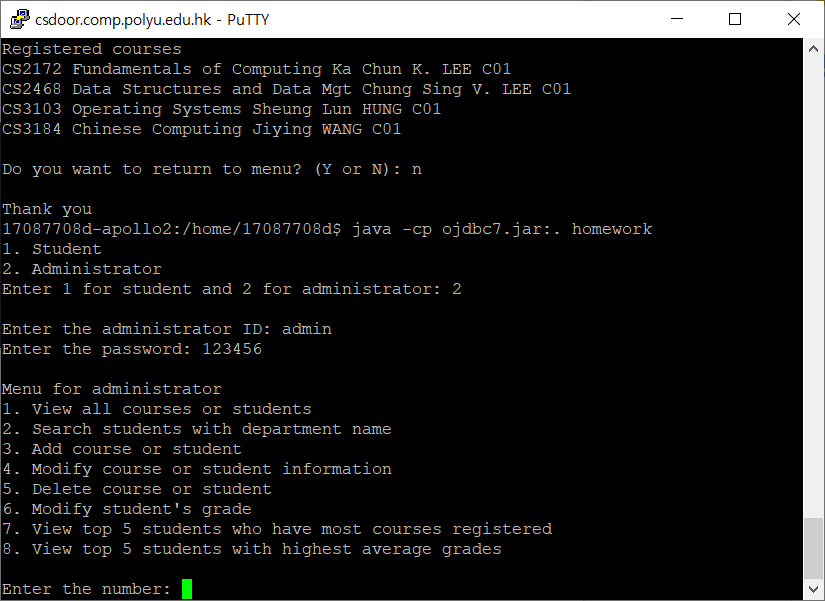 csdoor.comp.polyu.edu.hk - PuTTY
Registered courses
CS2172 Fundamentals of Computing Ka Chun K. LEE C01
CS2468 Data Structures and Data Mgt Chung Sing V. LEE C01
CS3103 Operating Systems Sheung Lun HUNG C01
CS3184 Chinese Computing Jiying WANG C01
Do you want to return to menu? (Y or N): n
Thank you
17087708d-apollo2:/home/17087708d$ java -cp ojdbc7.jar:. homework
1. Student
2. Administrator
Enter 1 for student and 2 for administrator: 2
Enter the administrator ID: admin
Enter the password: 123456
Menu for administrator
1. View all courses or students
2. Search students with department name
3. Add course or student
4. Modify course or student information
5. Delete course or student
6. Modify student's grade
7. View top 5 students who have most courses registered
8. View top 5 students with highest average grades
Enter the number: